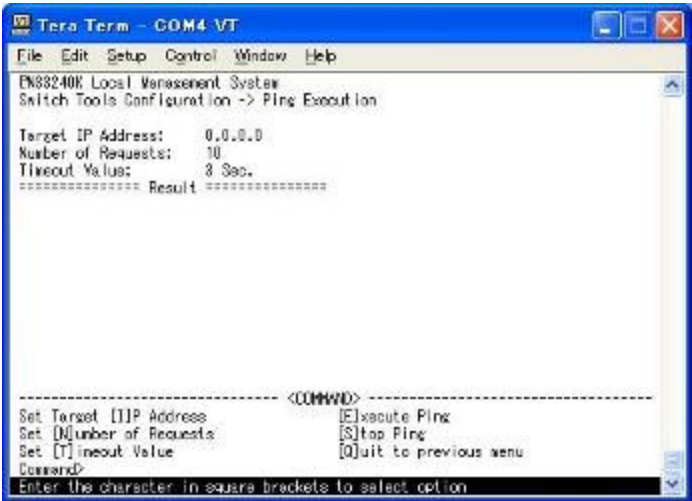 Tera Term - COM4 VT
File Edit Setup Control Window Help
Local Management System
Switch Tools Configuration -> Ping Execution
Target IP Address: 0.0.0.0
Number of Requests: 10
Timeout Value: 3 Sec.
=============== Result ===============
-------------------------------- <COMMAND> -----------------------------------
Set Target [I]P Address [E]xecute Ping
Set [N]umber of Requests [S]top Ping
Set [T]imeout Value [Q]uit to previous menu
Command>
Enter the character in square brackets to select option